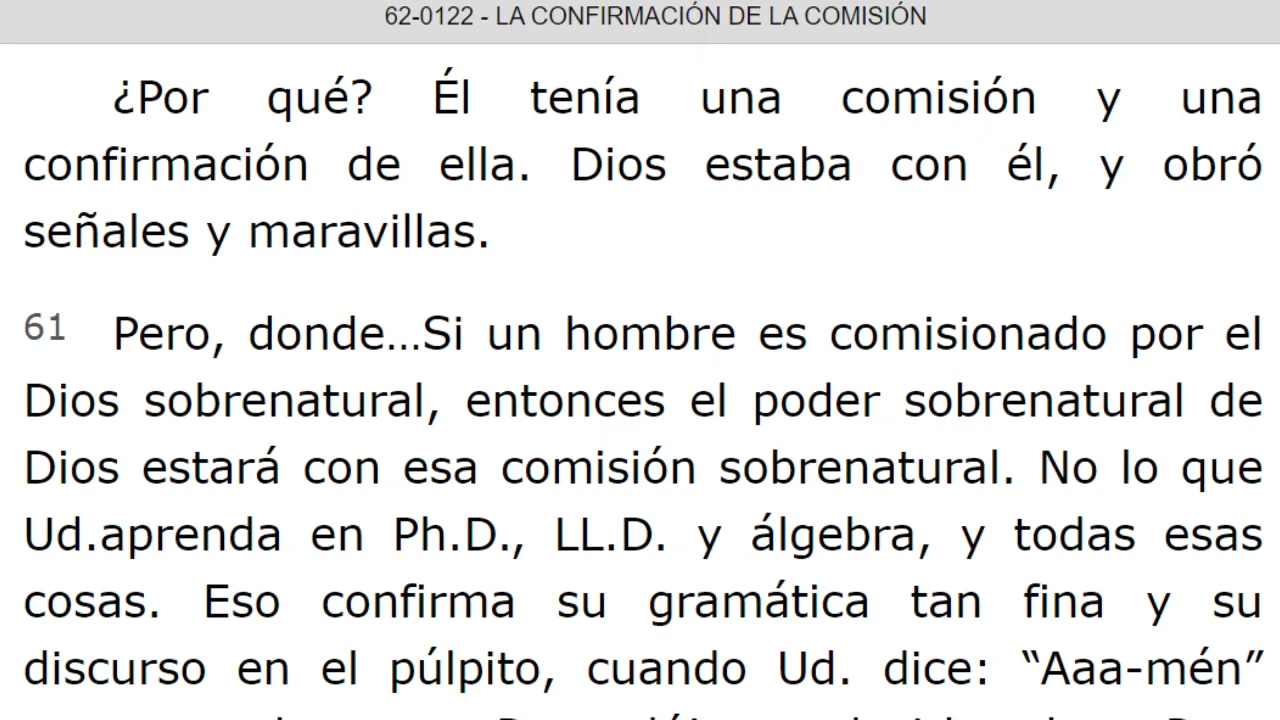 62-0122 - LA CONFIRMACIÓN DE LA COMISIÓN
¿Por qué? Él tenía una comisión y una
confirmación de ella. Dios estaba con él, y obró
señales y maravillas.
61 Pero, donde...Si un hombre es comisionado por el
Dios sobrenatural, entonces el poder sobrenatural de
Dios estará con esa comisión sobrenatural. No lo que
Ud.aprenda en Ph.D., LL.D. y álgebra, y todas esas
cosas. Eso confirma su gramática tan fina y su
discurso en el púlpito, cuando Ud. dice: “Aaa-mén”